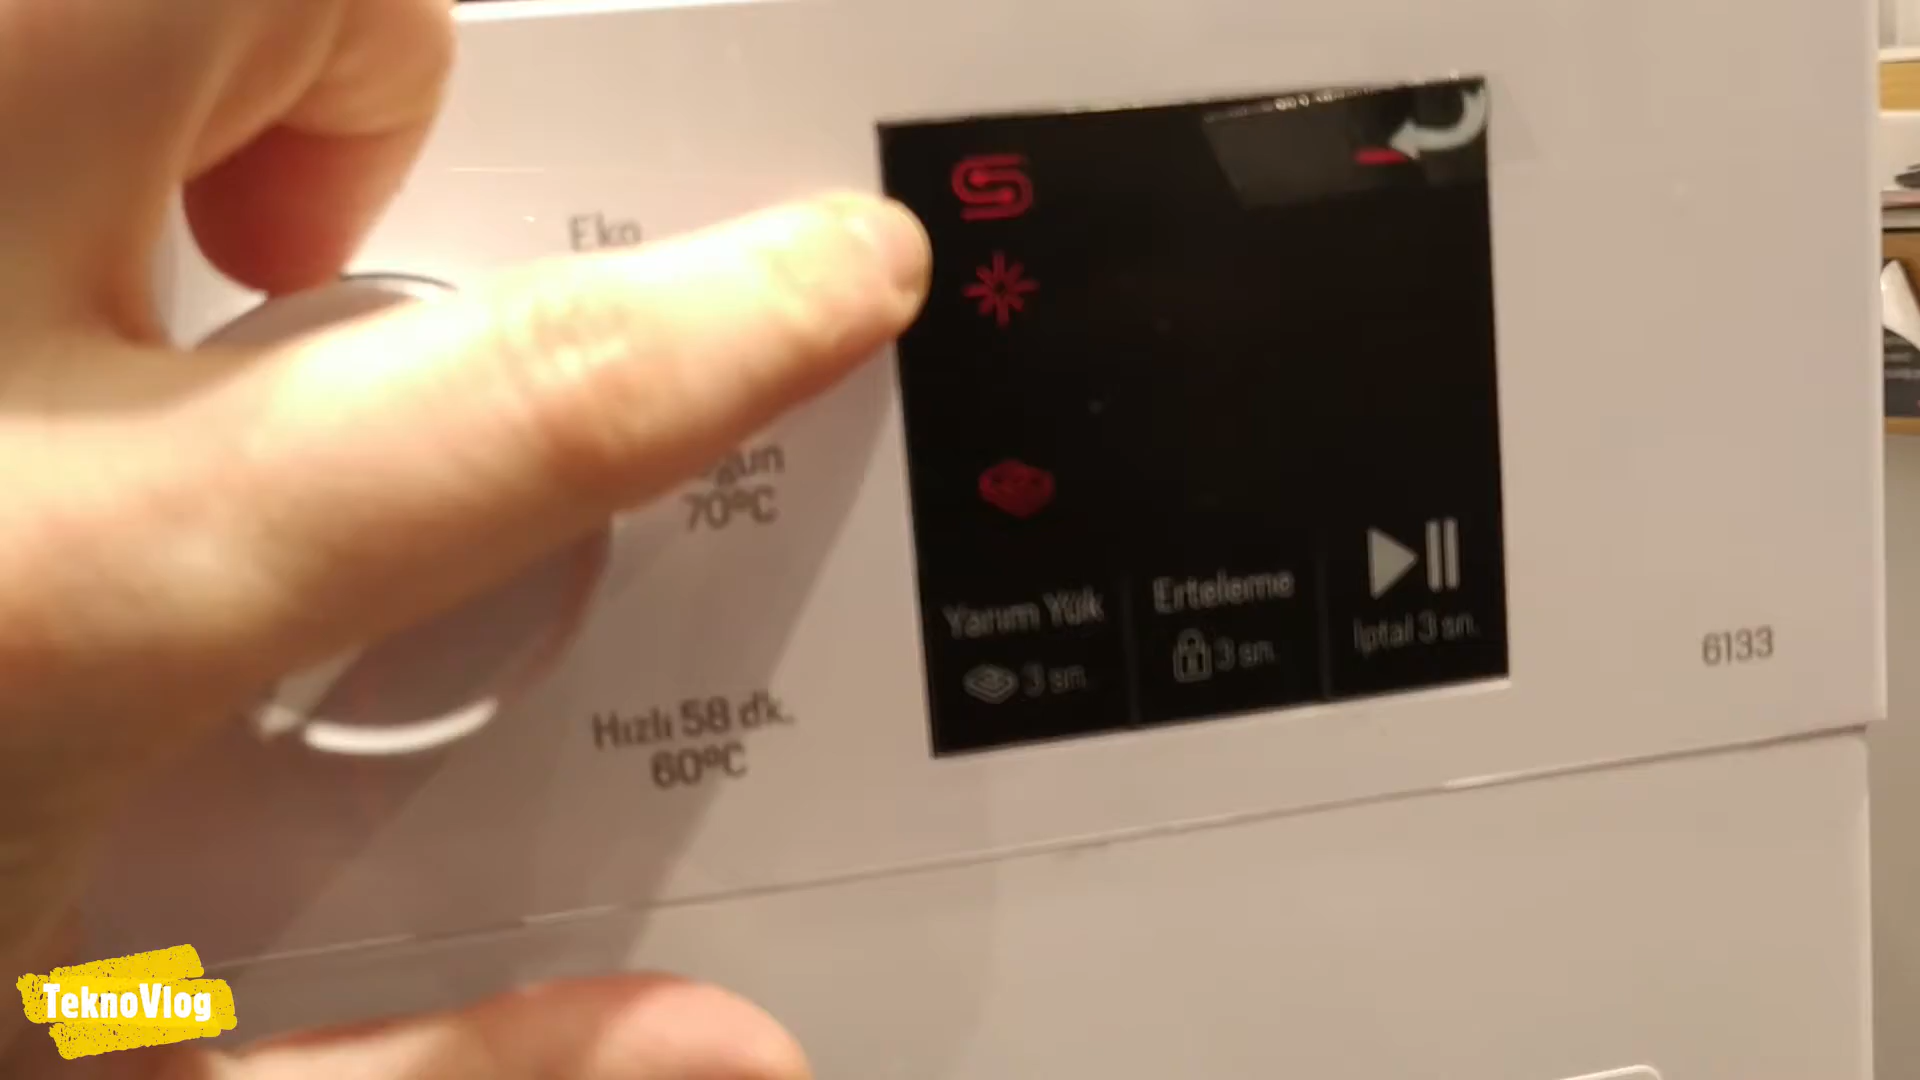 Eko
70°C
Hızlı 58 dk.
60°C
Yarım Yük
3 sn.
Erteleme
3 sn.
İptal 3 sn.
6133
TeknoVlog